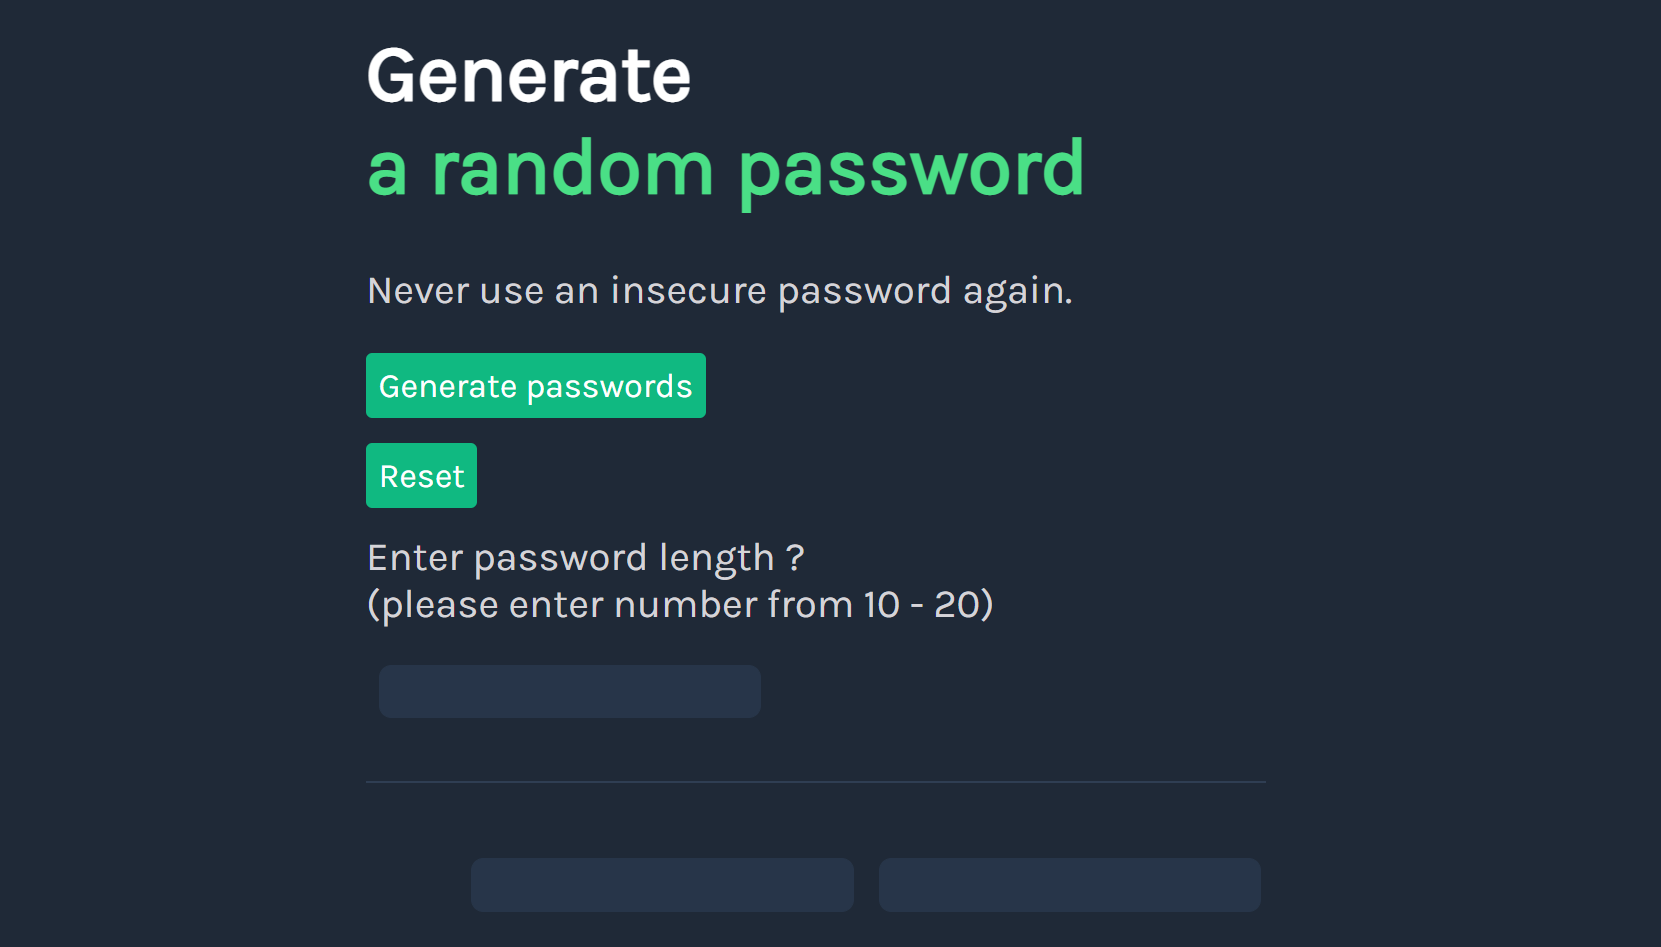 Generate
a random password
Never use an insecure password again.
Generate passwords
Reset
Enter password length ?
(please enter number from 10 - 20)